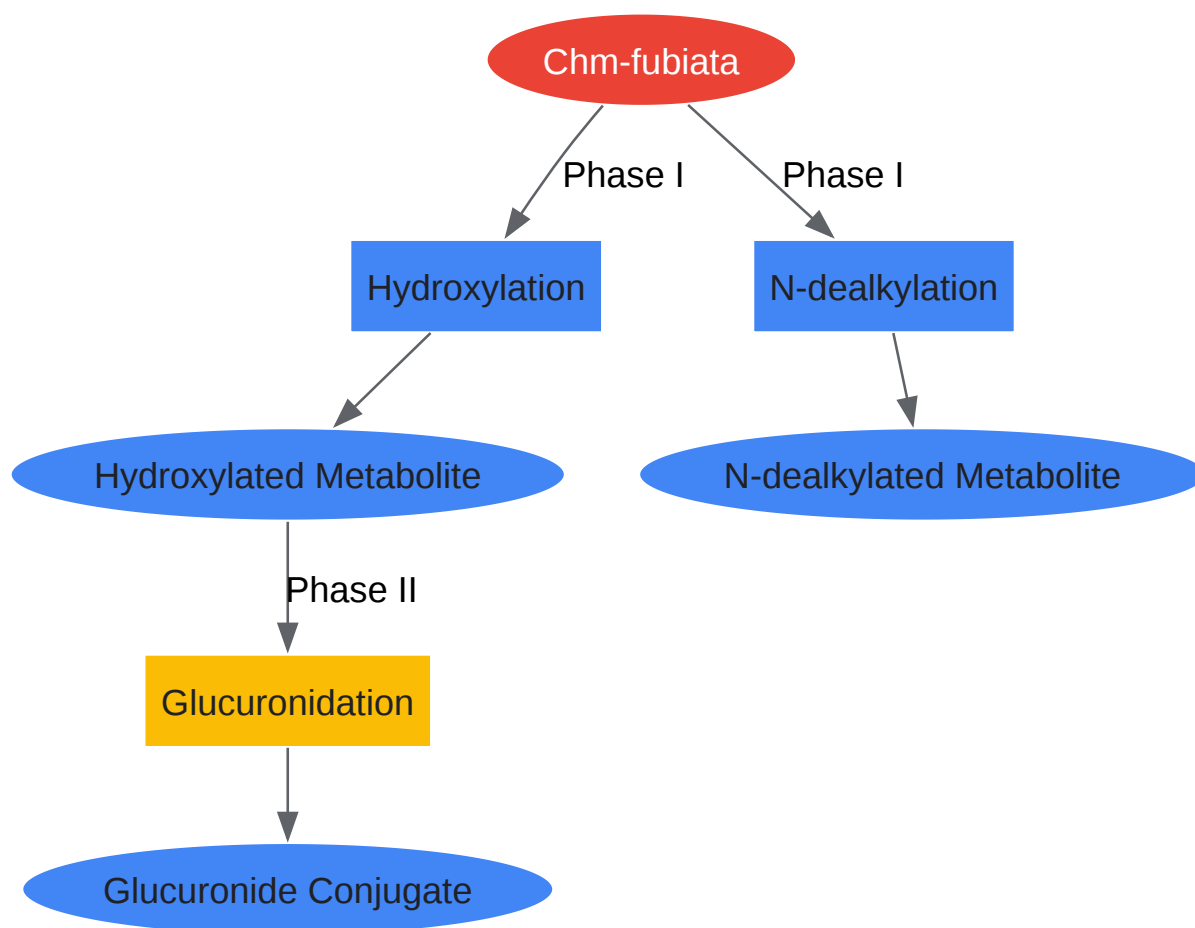 Chm-fubiata
Phase I
Phase I
Hydroxylation
N-dealkylation
Hydroxylated Metabolite
N-dealkylated Metabolite
Phase II
Glucuronidation
Glucuronide Conjugate